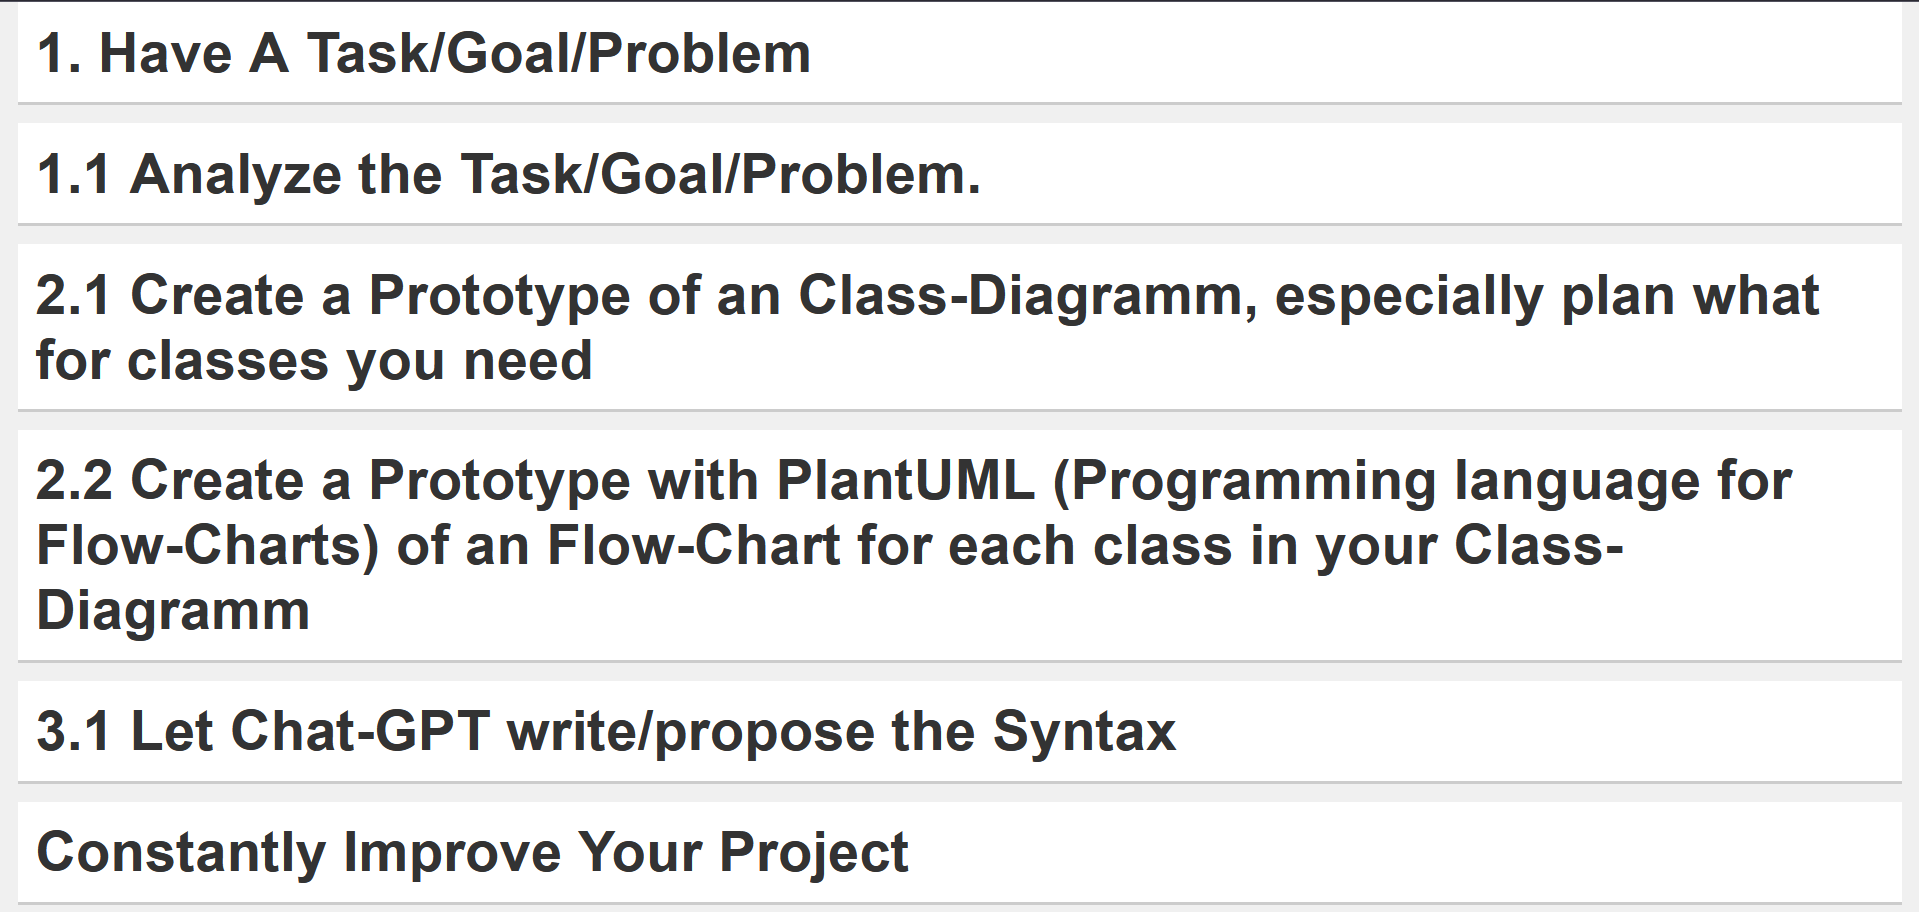 1. Have A Task/Goal/Problem
1.1 Analyze the Task/Goal/Problem.
2.1 Create a Prototype of an Class-Diagramm, especially plan what
for classes you need
2.2 Create a Prototype with PlantUML (Programming language for
Flow-Charts) of an Flow-Chart for each class in your Class-
Diagramm
3.1 Let Chat-GPT write/propose the Syntax
Constantly Improve Your Project